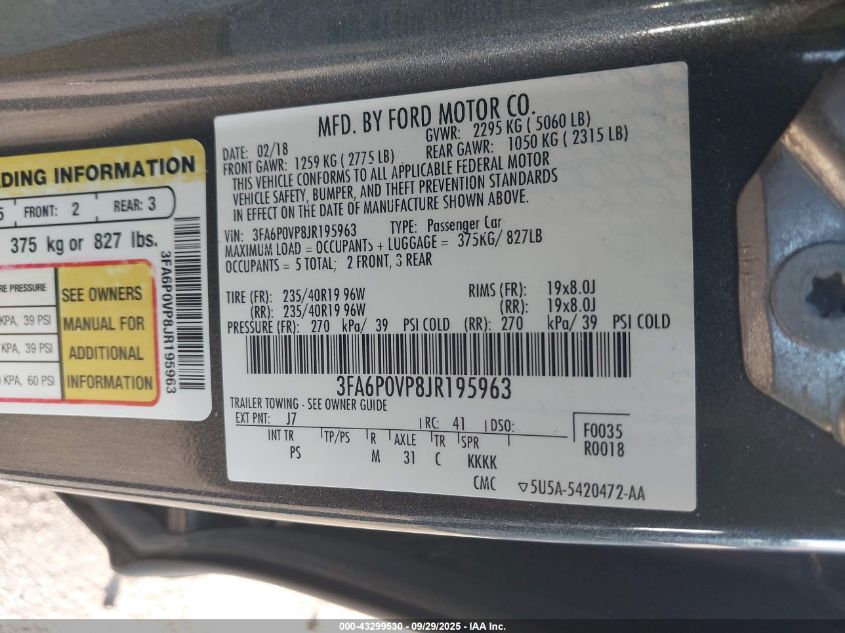 ADING INFORMATION
5 FRONT: 2 REAR: 3
375 kg or 827 lbs.
RE PRESSURE
KPA, 39 PSI
KPA, 39 PSI
KPA, 60 PSI
SEE OWNERS
MANUAL FOR
ADDITIONAL
INFORMATION
3FA6P0VP8JR195963
MFD. BY FORD MOTOR CO.
DATE: 02/18 GVWR: 2295 KG ( 5060 LB)
FRONT GAWR: 1259 KG ( 2775 LB) REAR GAWR: 1050 KG ( 2315 LB)
THIS VEHICLE CONFORMS TO ALL APPLICABLE FEDERAL MOTOR
VEHICLE SAFETY, BUMPER, AND THEFT PREVENTION STANDARDS
IN EFFECT ON THE DATE OF MANUFACTURE SHOWN ABOVE.
VIN: 3FA6P0VP8JR195963 TYPE: Passenger Car
MAXIMUM LOAD = OCCUPANTS + LUGGAGE = 375KG/ 827LB
OCCUPANTS = 5 TOTAL; 2 FRONT, 3 REAR
TIRE (FR): 235/40R19 96W RIMS (FR): 19x8.0J
(RR): 235/40R19 96W (RR): 19x8.0J
PRESSURE (FR): 270 kPa/ 39 PSI COLD (RR): 270 kPa/ 39 PSI COLD
3FA6P0VP8JR195963
TRAILER TOWING - SEE OWNER GUIDE
EXT PNT: J7 RC: 41 DSO: F0035
INT TR TP/PS R AXLE TR SPR R0018
PS M 31 C KKKK
CMC ▽5U5A-5420472-AA
000-43299530 - 09/29/2025 - IAA Inc.